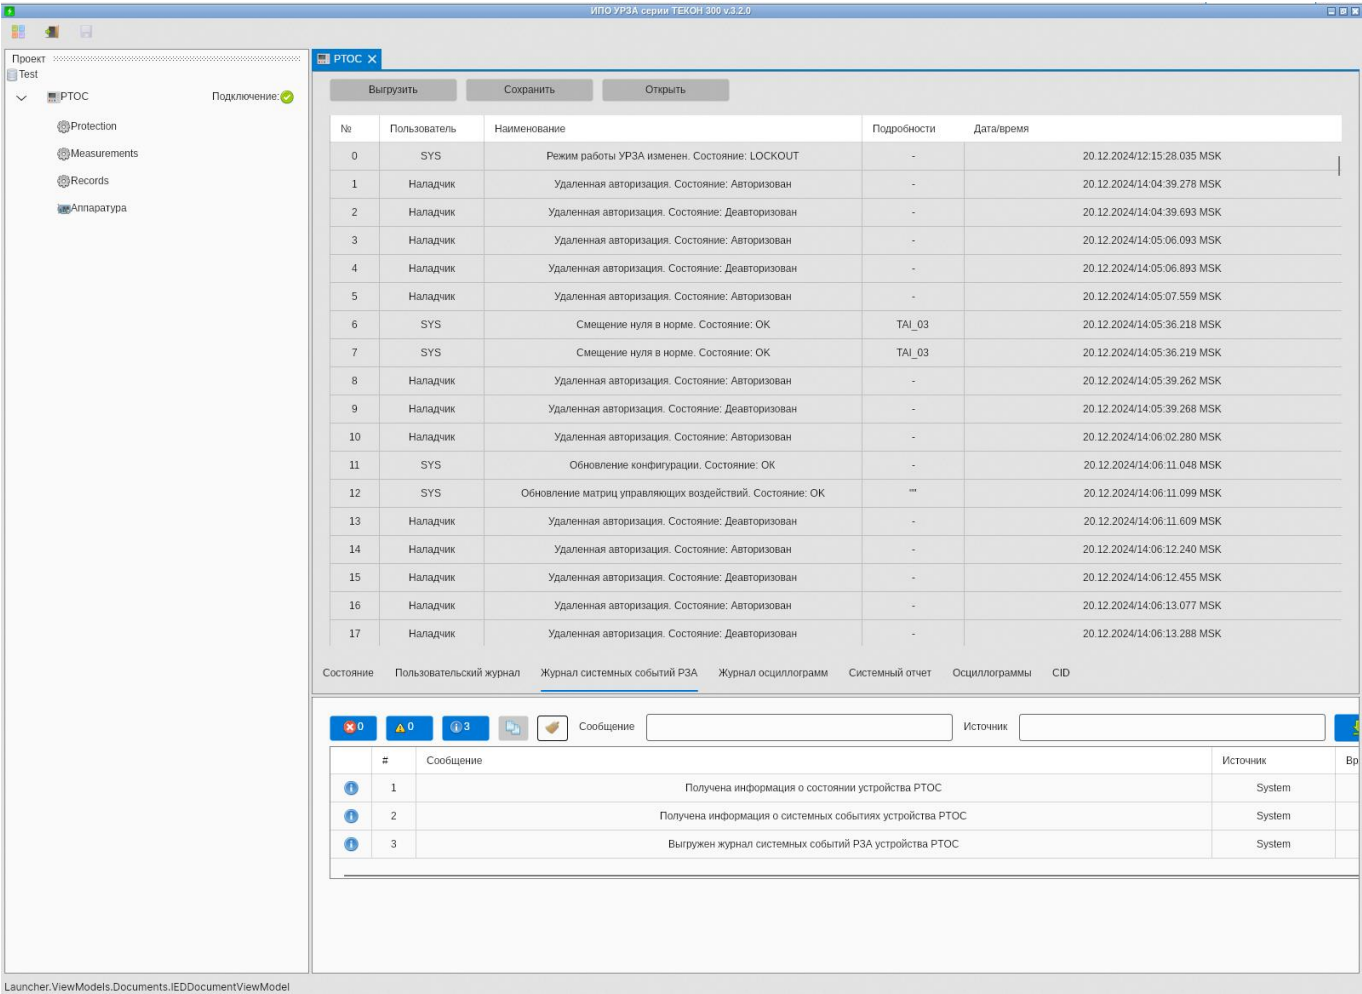 ИПО УРЗА серии ТЕКОН 300 v.3.2.0
Проект
Test
РТОС Подключение:
Protection
Measurements
Records
Аппаратура
РТОС
Выгрузить Сохранить Открыть
№ Пользователь Наименование Подробности Дата/время
0 SYS Режим работы УРЗА изменен. Состояние: LOCKOUT - 20.12.2024/12:15:28.035 MSK
1 Наладчик Удаленная авторизация. Состояние: Авторизован - 20.12.2024/14:04:39.278 MSK
2 Наладчик Удаленная авторизация. Состояние: Деавторизован - 20.12.2024/14:04:39.693 MSK
3 Наладчик Удаленная авторизация. Состояние: Авторизован - 20.12.2024/14:05:06.093 MSK
4 Наладчик Удаленная авторизация. Состояние: Деавторизован - 20.12.2024/14:05:06.893 MSK
5 Наладчик Удаленная авторизация. Состояние: Авторизован - 20.12.2024/14:05:07.559 MSK
6 SYS Смещение нуля в норме. Состояние: OK TAI_03 20.12.2024/14:05:36.218 MSK
7 SYS Смещение нуля в норме. Состояние: OK TAI_03 20.12.2024/14:05:36.219 MSK
8 Наладчик Удаленная авторизация. Состояние: Авторизован - 20.12.2024/14:05:39.262 MSK
9 Наладчик Удаленная авторизация. Состояние: Деавторизован - 20.12.2024/14:05:39.268 MSK
10 Наладчик Удаленная авторизация. Состояние: Авторизован - 20.12.2024/14:06:02.280 MSK
11 SYS Обновление конфигурации. Состояние: OK - 20.12.2024/14:06:11.048 MSK
12 SYS Обновление матриц управляющих воздействий. Состояние: OK "" 20.12.2024/14:06:11.099 MSK
13 Наладчик Удаленная авторизация. Состояние: Деавторизован - 20.12.2024/14:06:11.609 MSK
14 Наладчик Удаленная авторизация. Состояние: Авторизован - 20.12.2024/14:06:12.240 MSK
15 Наладчик Удаленная авторизация. Состояние: Деавторизован - 20.12.2024/14:06:12.455 MSK
16 Наладчик Удаленная авторизация. Состояние: Авторизован - 20.12.2024/14:06:13.077 MSK
17 Наладчик Удаленная авторизация. Состояние: Деавторизован - 20.12.2024/14:06:13.288 MSK
Состояние Пользовательский журнал Журнал системных событий РЗА Журнал осциллограмм Системный отчет Осциллограммы CID
0 0 3 Сообщение Источник
# Сообщение Источник Вр
1 Получена информация о состоянии устройства РТОС System
2 Получена информация о системных событиях устройства РТОС System
3 Выгружен журнал системных событий РЗА устройства РТОС System
Launcher.ViewModels.Documents.IEDDocumentViewModel